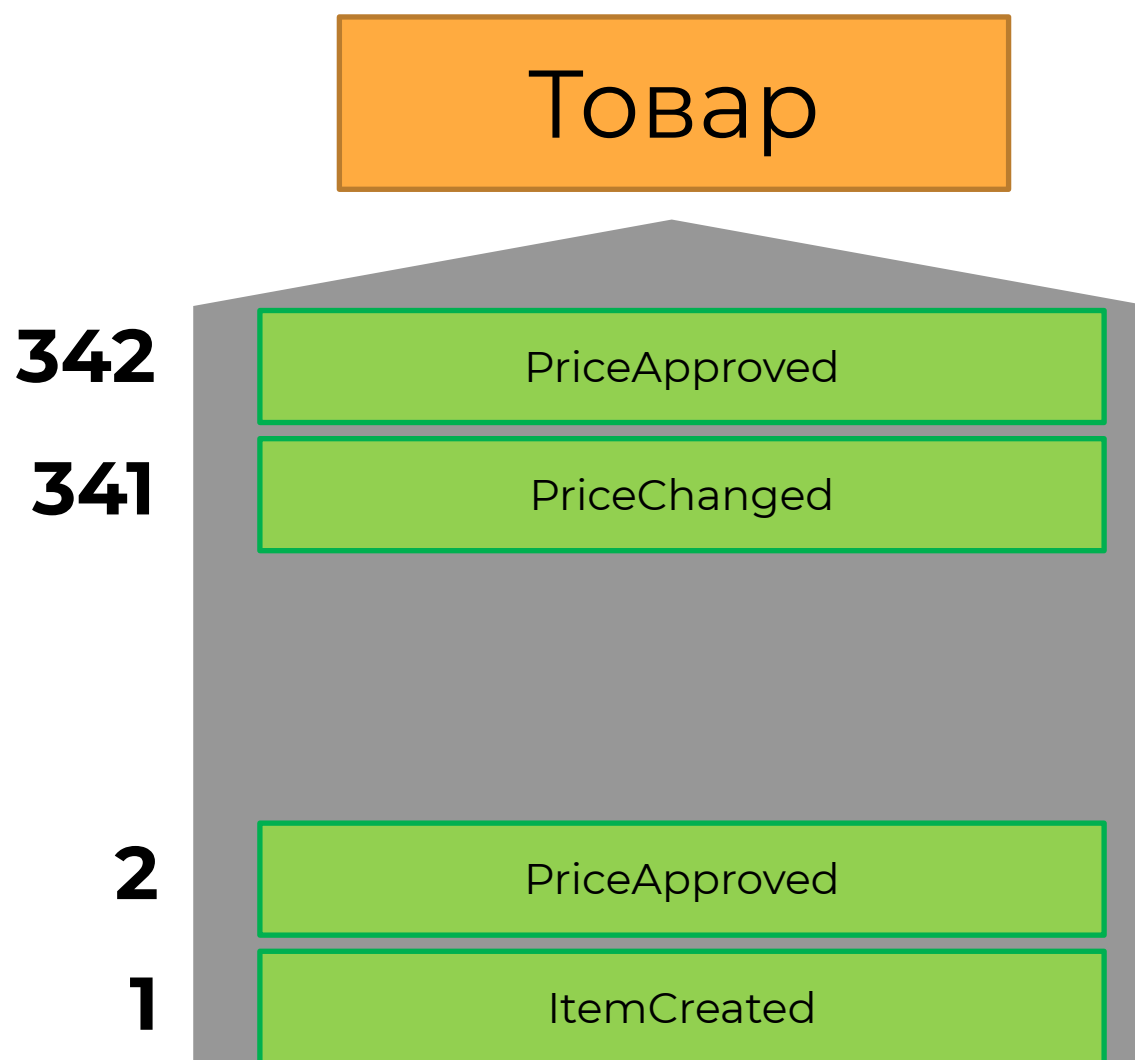 Товар
342 PriceApproved
341 PriceChanged
2 PriceApproved
1 ItemCreated